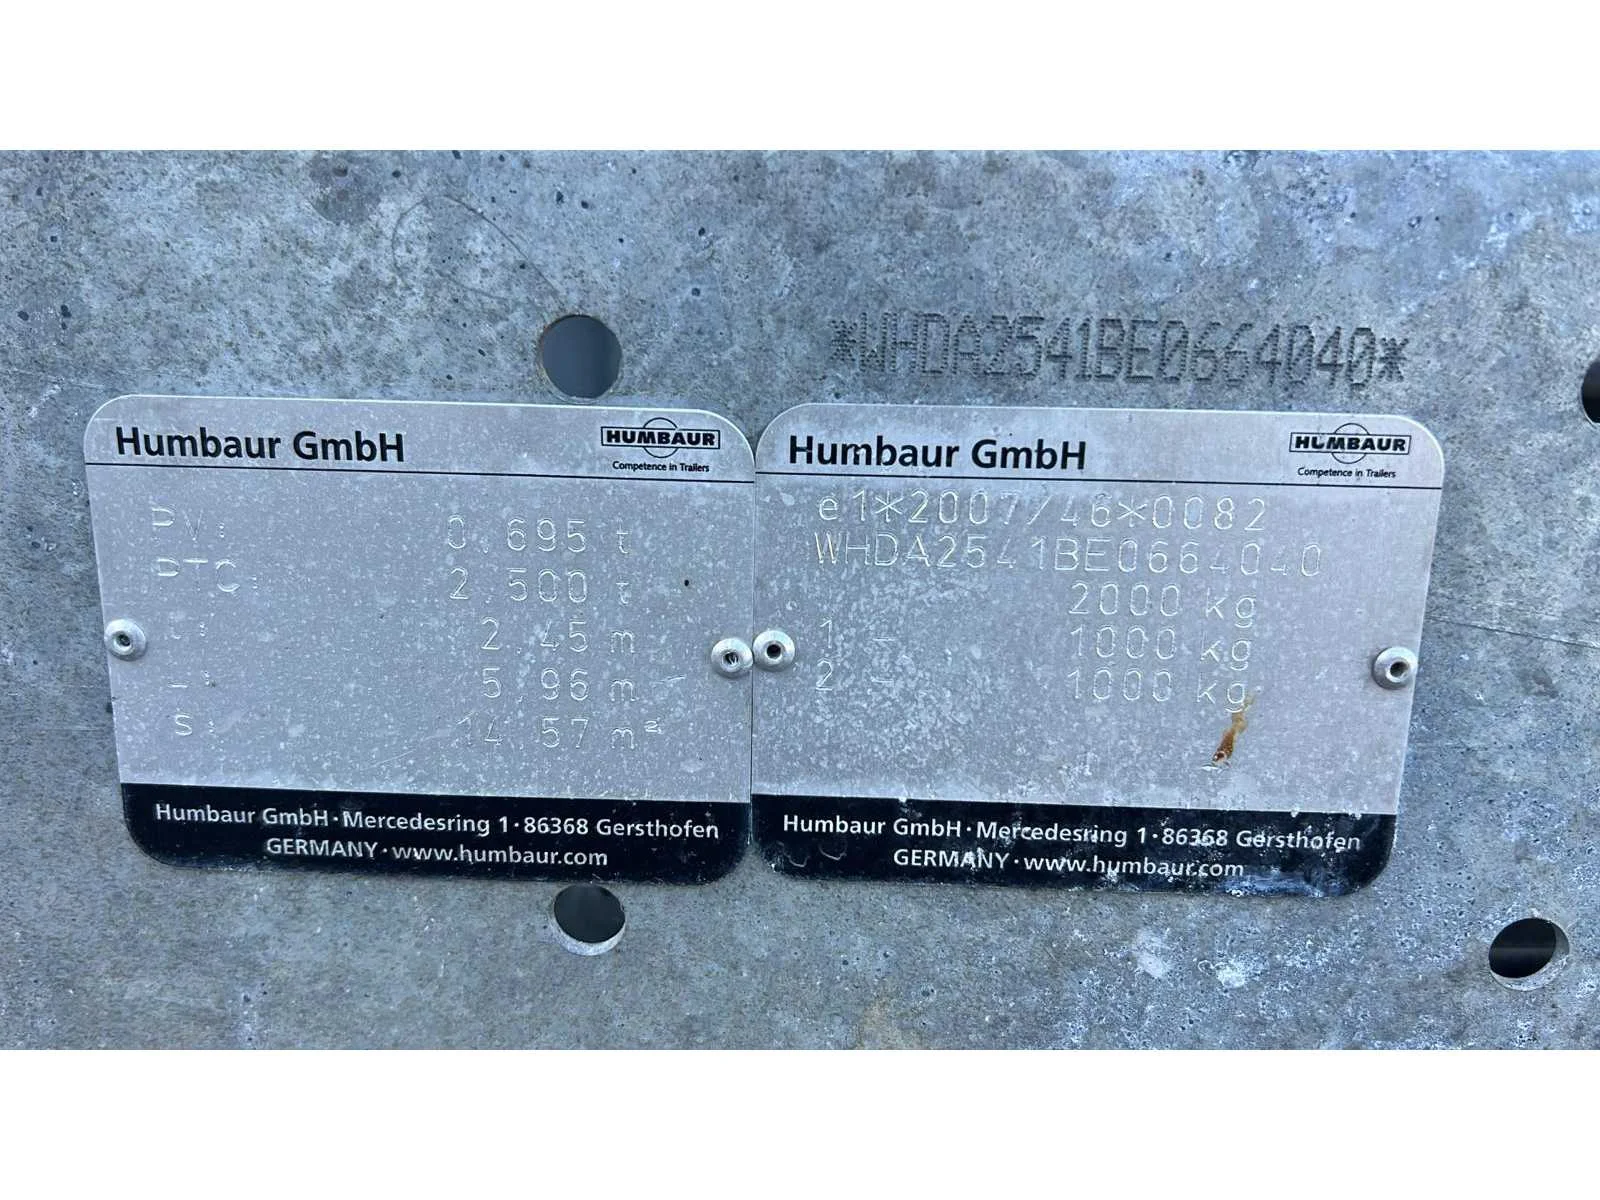 *WHDA2541BE0664040*
Humbaur GmbH
HUMBAUR
Competence in Trailers
PV: 0.695 t
PTC: 2.500 t
2.45 m
5.96 m
S: 14.57 m²
Humbaur GmbH · Mercedesring 1 · 86368 Gersthofen
GERMANY · www.humbaur.com
Humbaur GmbH
HUMBAUR
Competence in Trailers
e1*2007/46*0082
WHDA2541BE0664040
2000 kg
1 - 1000 kg
2 - 1000 kg
Humbaur GmbH · Mercedesring 1 · 86368 Gersthofen
GERMANY · www.humbaur.com